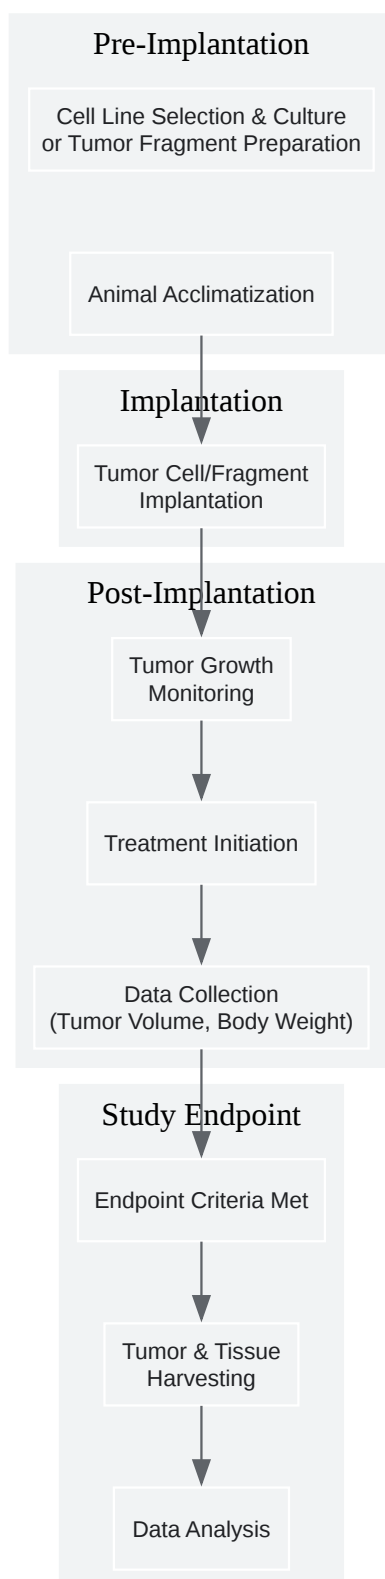 Pre-Implantation
Cell Line Selection & Culture
or Tumor Fragment Preparation
Animal Acclimatization
Implantation
Tumor Cell/Fragment
Implantation
Post-Implantation
Tumor Growth
Monitoring
Treatment Initiation
Data Collection
(Tumor Volume, Body Weight)
Study Endpoint
Endpoint Criteria Met
Tumor & Tissue
Harvesting
Data Analysis